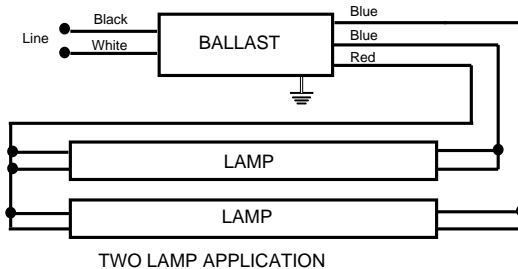 Black
Blue
Line
White
BALLAST
Blue
Red
LAMP
LAMP
TWO LAMP APPLICATION